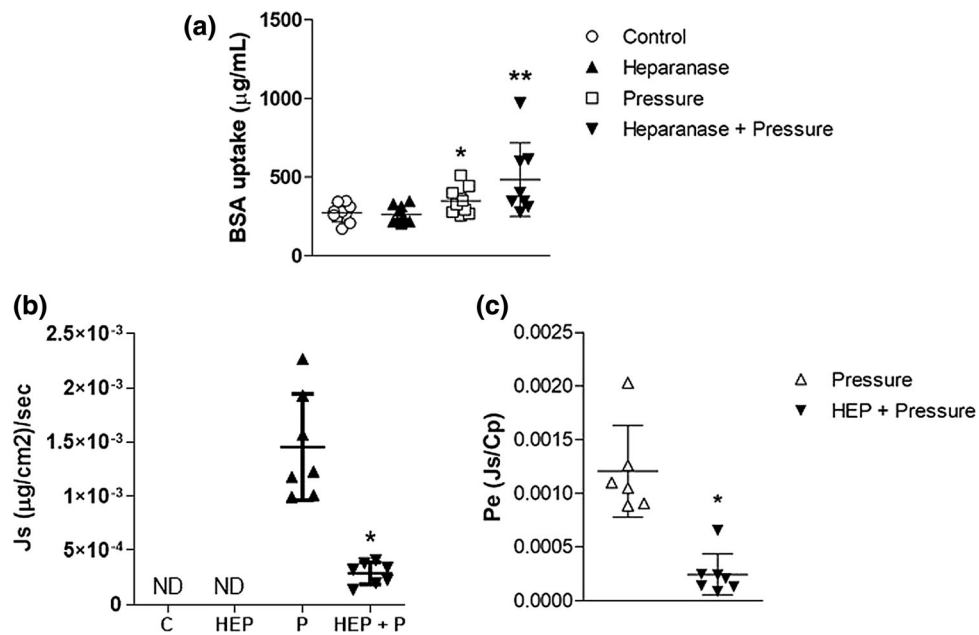 (a)
BSA uptake (μg/mL)
1500
1000
500
0
*
**
Control
Heparanase
Pressure
Heparanase + Pressure
(b)
Js (μg/cm2)/sec
2.5×10⁻³
2.0×10⁻³
1.5×10⁻³
1×10⁻³
5×10⁻⁴
0
ND
ND
*
C HEP P HEP + P
(c)
Pe (Js/Cp)
0.0025
0.0020
0.0015
0.0010
0.0005
0.0000
*
Pressure
HEP + Pressure